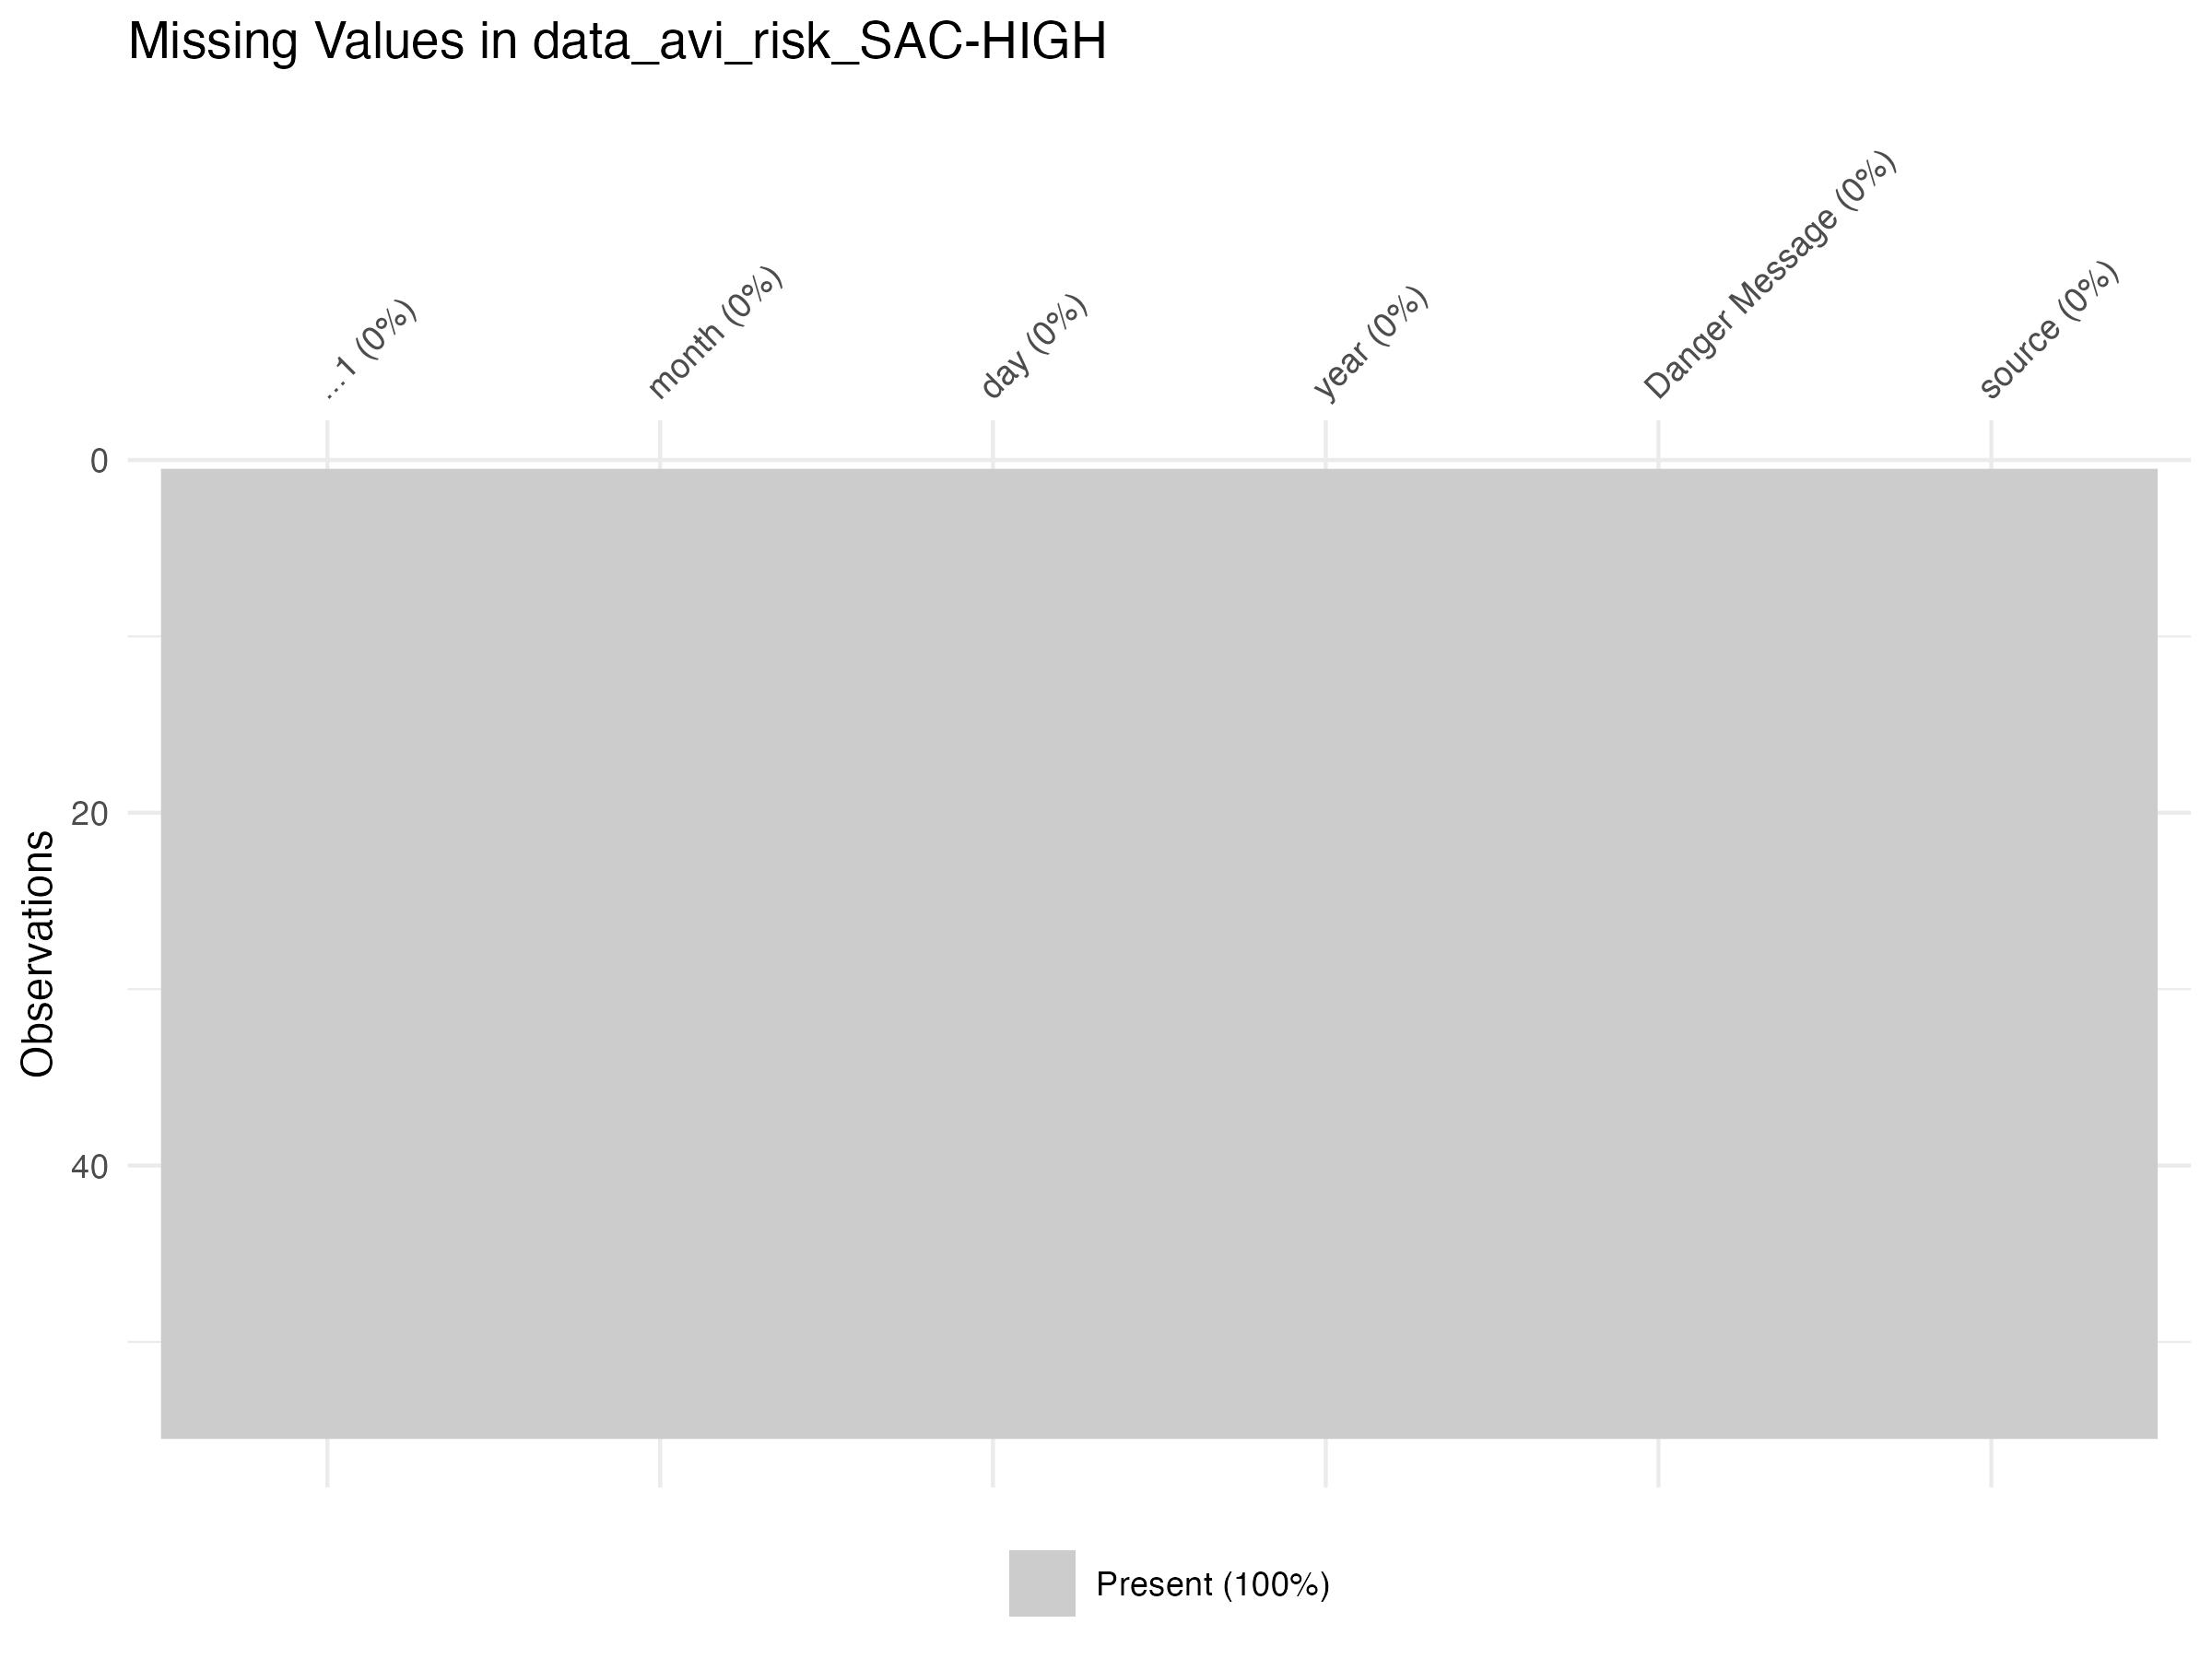 Missing Values in data_avi_risk_SAC-HIGH
...1 (0%)
month (0%)
day (0%)
year (0%)
Danger Message (0%)
source (0%)
0
20
40
Observations
Present (100%)